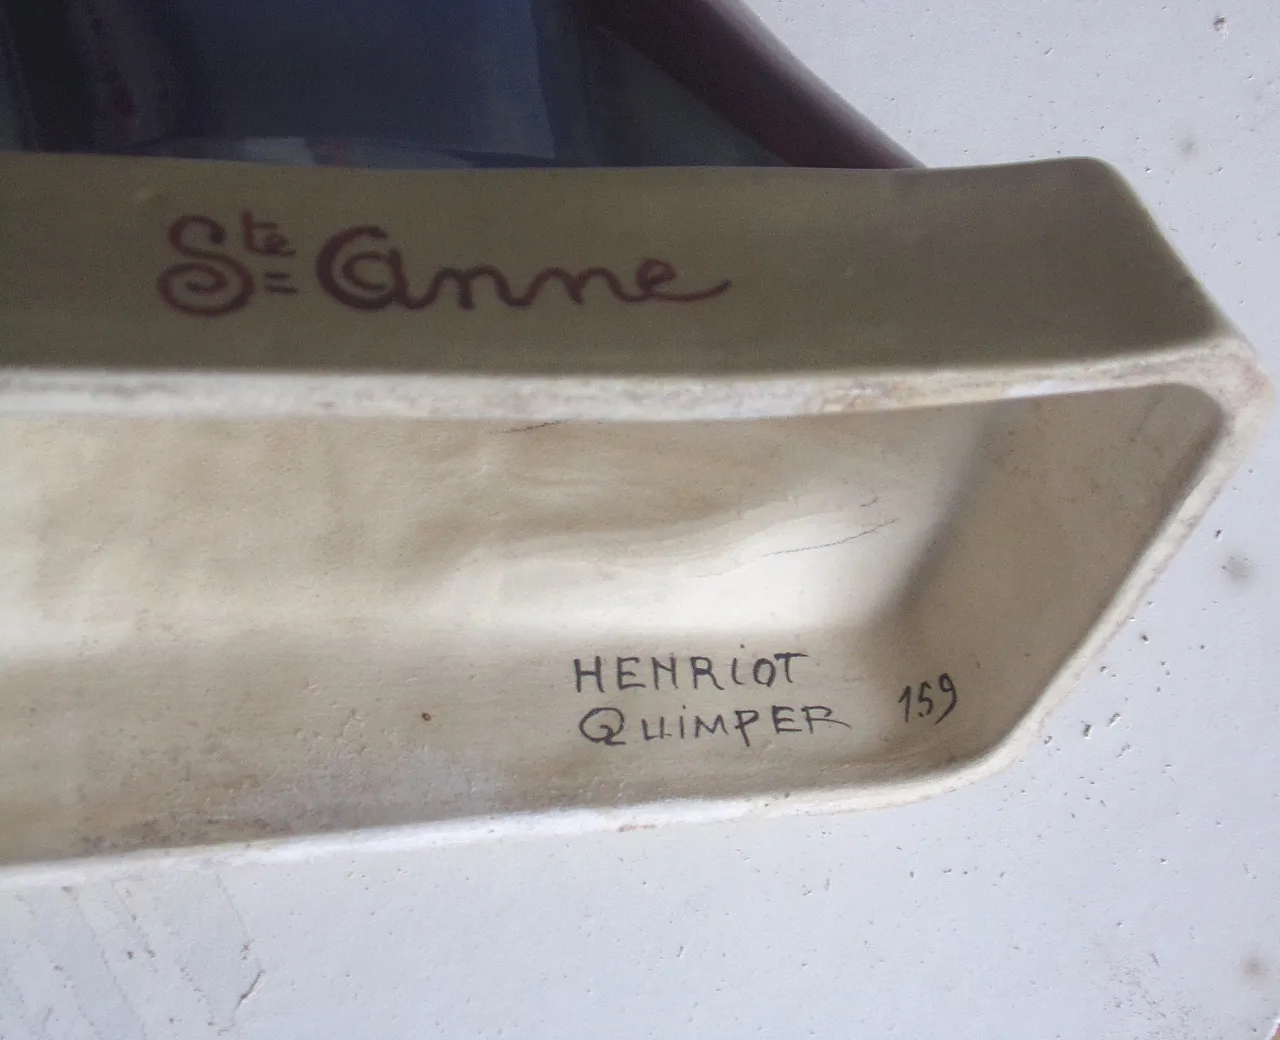 Ste Anne
HENRiOT
QUiMPER 159